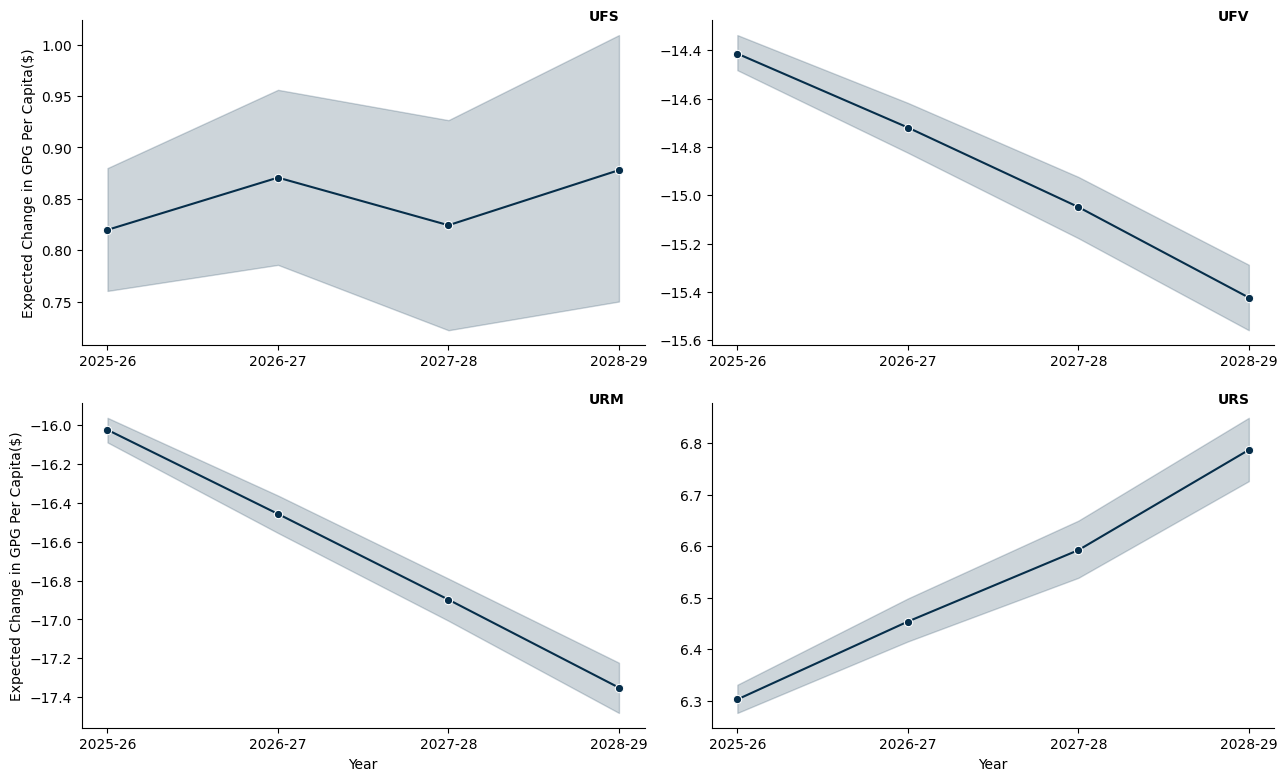 UFS
Expected Change in GPG Per Capita($)
1.00
0.95
0.90
0.85
0.80
0.75
2025-26 2026-27 2027-28 2028-29
UFV
−14.4
−14.6
−14.8
−15.0
−15.2
−15.4
−15.6
2025-26 2026-27 2027-28 2028-29
URM
Expected Change in GPG Per Capita($)
−16.0
−16.2
−16.4
−16.6
−16.8
−17.0
−17.2
−17.4
2025-26 2026-27 2027-28 2028-29
Year
URS
6.8
6.7
6.6
6.5
6.4
6.3
2025-26 2026-27 2027-28 2028-29
Year